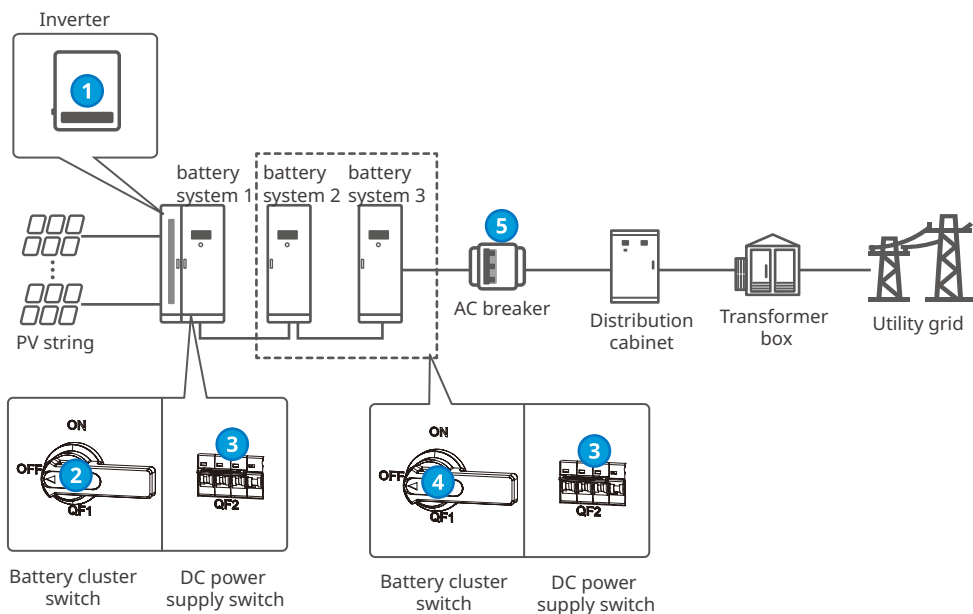 Inverter
1
battery
system 1
battery
system 2
battery
system 3
5
PV string
AC breaker
Distribution
cabinet
Transformer
box
Utility grid
ON
OFF
2
QF1
3
QF2
ON
OFF
4
QF1
3
QF2
Battery cluster
switch
DC power
supply switch
Battery cluster
switch
DC power
supply switch